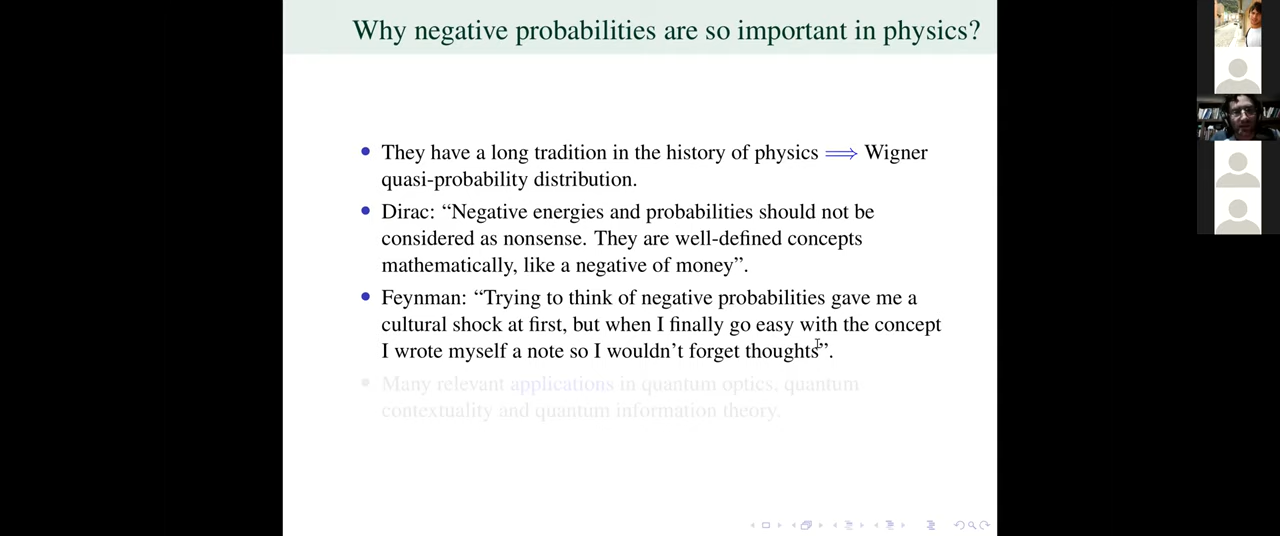 Why negative probabilities are so important in physics?
They have a long tradition in the history of physics ⟹ Wigner
quasi-probability distribution.
Dirac: “Negative energies and probabilities should not be
considered as nonsense. They are well-defined concepts
mathematically, like a negative of money”.
Feynman: “Trying to think of negative probabilities gave me a
cultural shock at first, but when I finally go easy with the concept
I wrote myself a note so I wouldn’t forget thoughts”.
Many relevant applications in quantum optics, quantum
contextuality and quantum information theory.